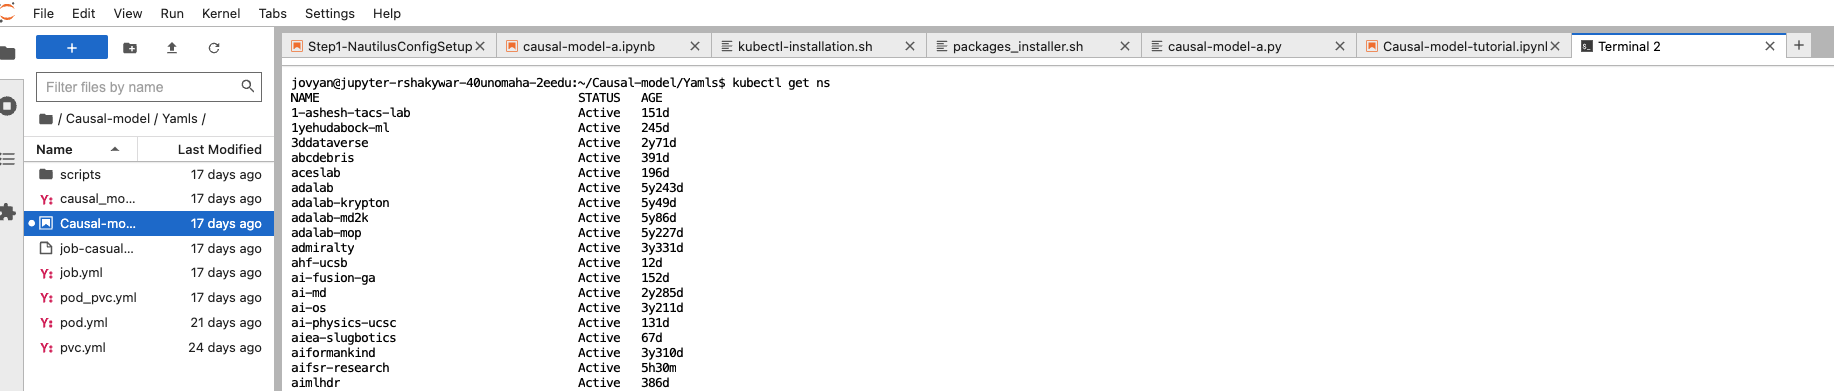 File Edit View Run Kernel Tabs Settings Help
Step1-NautilusConfigSetup causal-model-a.ipynb kubectl-installation.sh packages_installer.sh causal-model-a.py Causal-model-tutorial.ipynl Terminal 2
Filter files by name
/ Causal-model / Yamls /
Name Last Modified
scripts 17 days ago
causal_mo... 17 days ago
Causal-mo... 17 days ago
job-casual... 17 days ago
job.yml 17 days ago
pod_pvc.yml 17 days ago
pod.yml 21 days ago
pvc.yml 24 days ago
jovyan@jupyter-rshakywar-40unomaha-2eedu:~/Causal-model/Yamls$ kubectl get ns
NAME STATUS AGE
1-ashesh-tacs-lab Active 151d
1yehudabock-ml Active 245d
3ddataverse Active 2y71d
abcdebris Active 391d
aceslab Active 196d
adalab Active 5y243d
adalab-krypton Active 5y49d
adalab-md2k Active 5y86d
adalab-mop Active 5y227d
admiralty Active 3y331d
ahf-ucsb Active 12d
ai-fusion-ga Active 152d
ai-md Active 2y285d
ai-os Active 3y211d
ai-physics-ucsc Active 131d
aiea-slugbotics Active 67d
aiformankind Active 3y310d
aifsr-research Active 5h30m
aimlhdr Active 386d